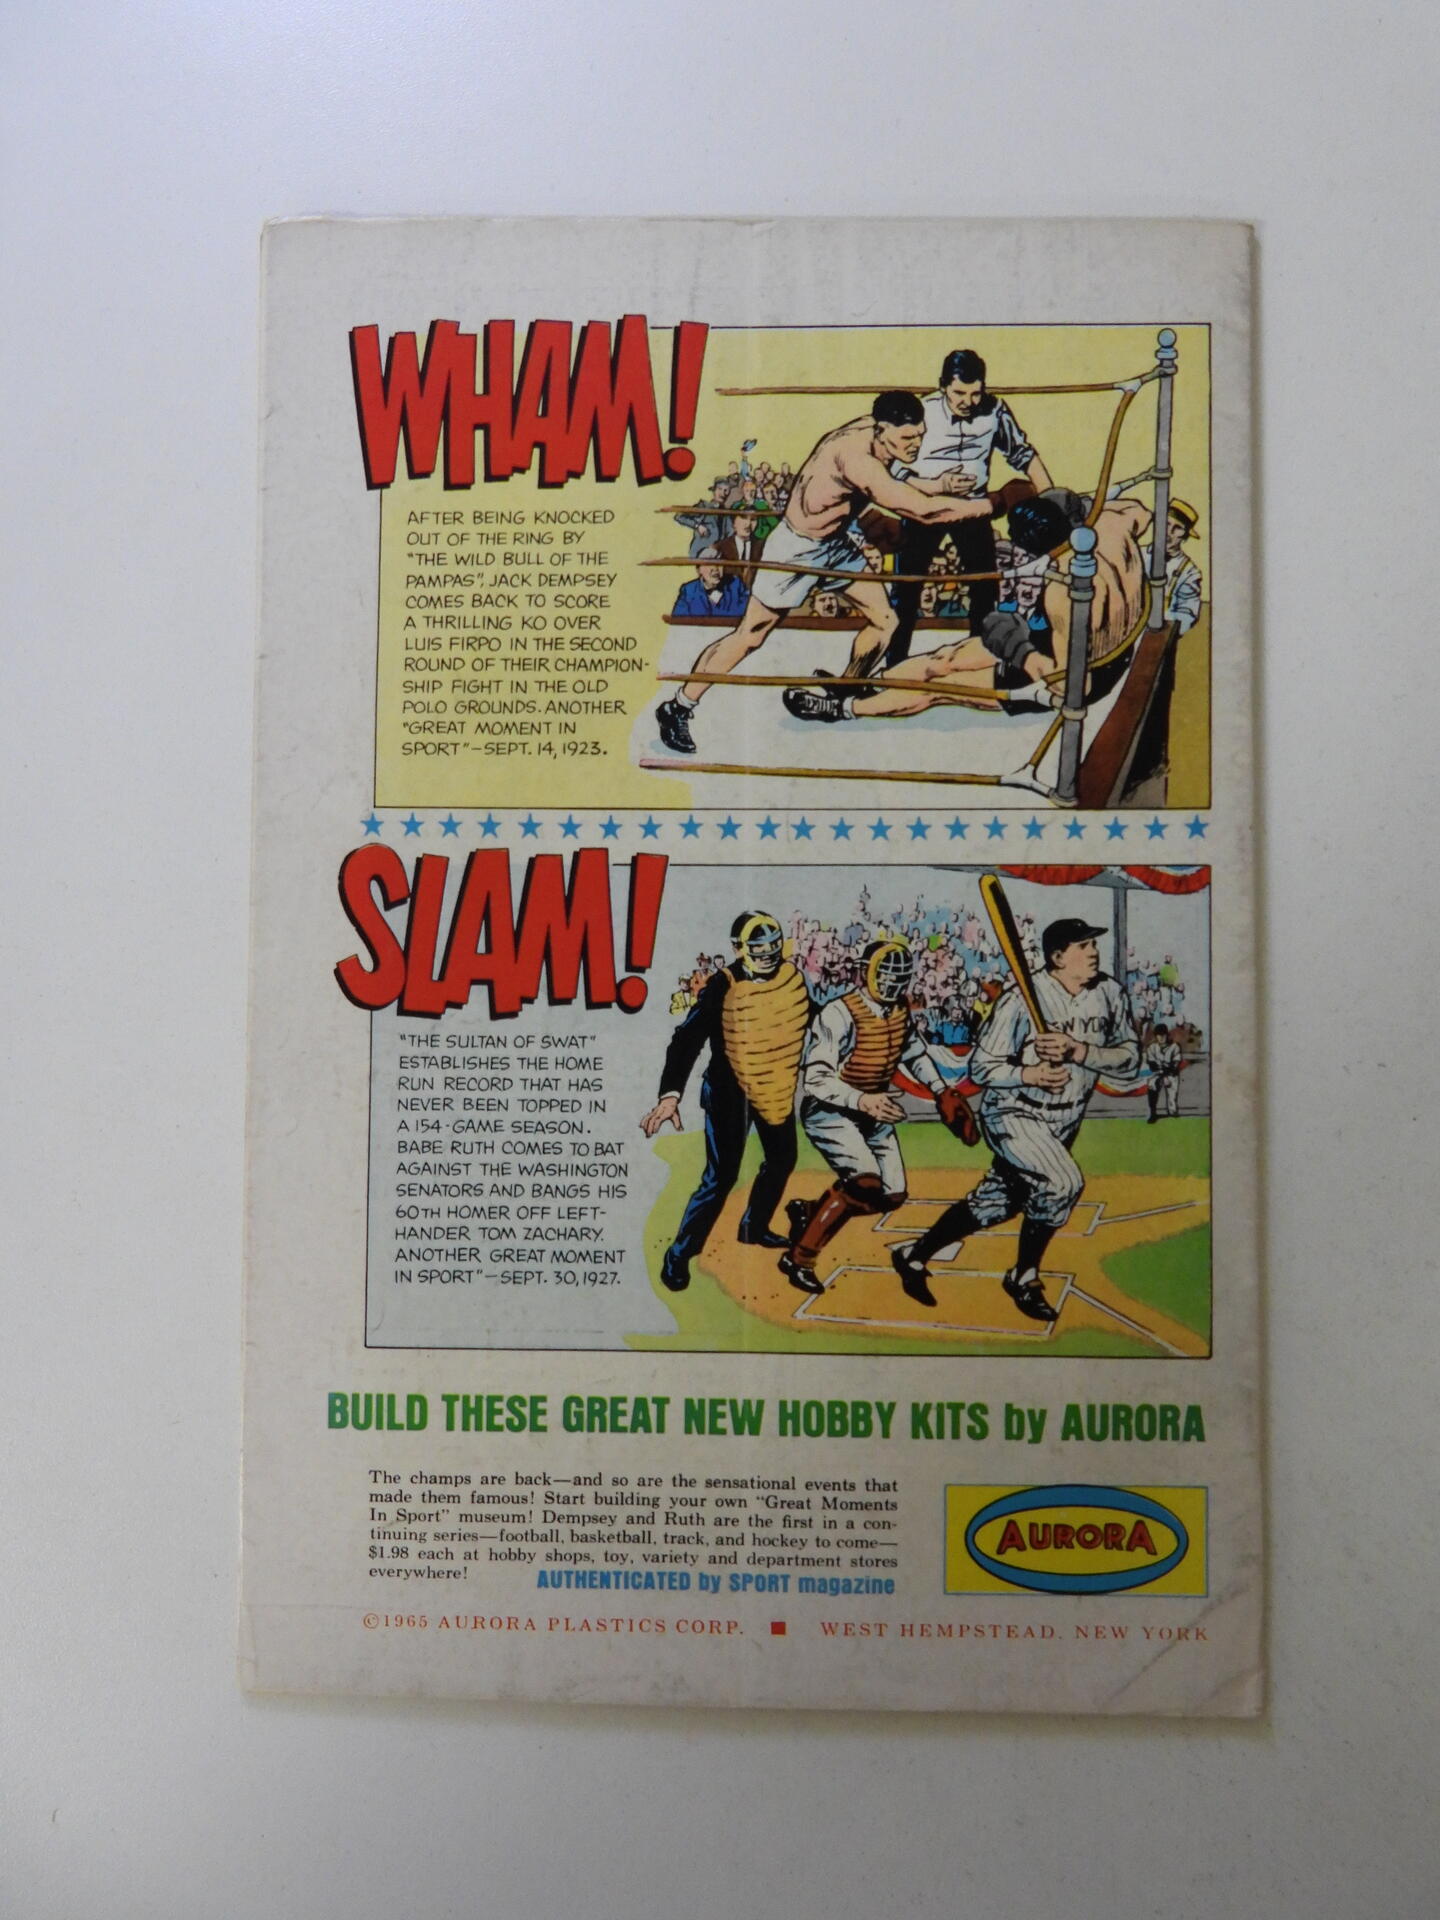 WHAM!
AFTER BEING KNOCKED
OUT OF THE RING BY
"THE WILD BULL OF THE
PAMPAS", JACK DEMPSEY
COMES BACK TO SCORE
A THRILLING KO OVER
LUIS FIRPO IN THE SECOND
ROUND OF THEIR CHAMPION-
SHIP FIGHT IN THE OLD
POLO GROUNDS. ANOTHER
"GREAT MOMENT IN
SPORT"—SEPT. 14, 1923.
SLAM!
"THE SULTAN OF SWAT"
ESTABLISHES THE HOME
RUN RECORD THAT HAS
NEVER BEEN TOPPED IN
A 154-GAME SEASON.
BABE RUTH COMES TO BAT
AGAINST THE WASHINGTON
SENATORS AND BANGS HIS
60TH HOMER OFF LEFT-
HANDER TOM ZACHARY.
ANOTHER GREAT MOMENT
IN SPORT"—SEPT. 30, 1927.
EW YOR
BUILD THESE GREAT NEW HOBBY KITS by AURORA
The champs are back—and so are the sensational events that
made them famous! Start building your own "Great Moments
In Sport" museum! Dempsey and Ruth are the first in a con-
tinuing series—football, basketball, track, and hockey to come—
$1.98 each at hobby shops, toy, variety and department stores
everywhere!
AUTHENTICATED by SPORT magazine
AURORA
©1965 AURORA PLASTICS CORP. ■ WEST HEMPSTEAD, NEW YORK